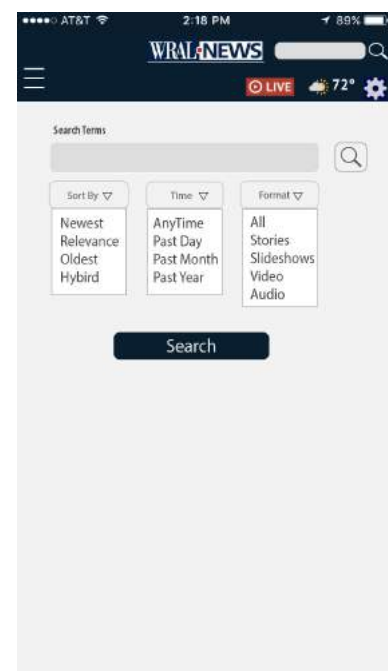 AT&T 2:18 PM 89%
WRAL NEWS
LIVE 72°
Search Terms
Sort By Time Format
Newest AnyTime All
Relevance Past Day Stories
Oldest Past Month Slideshows
Hybird Past Year Video
Audio
Search